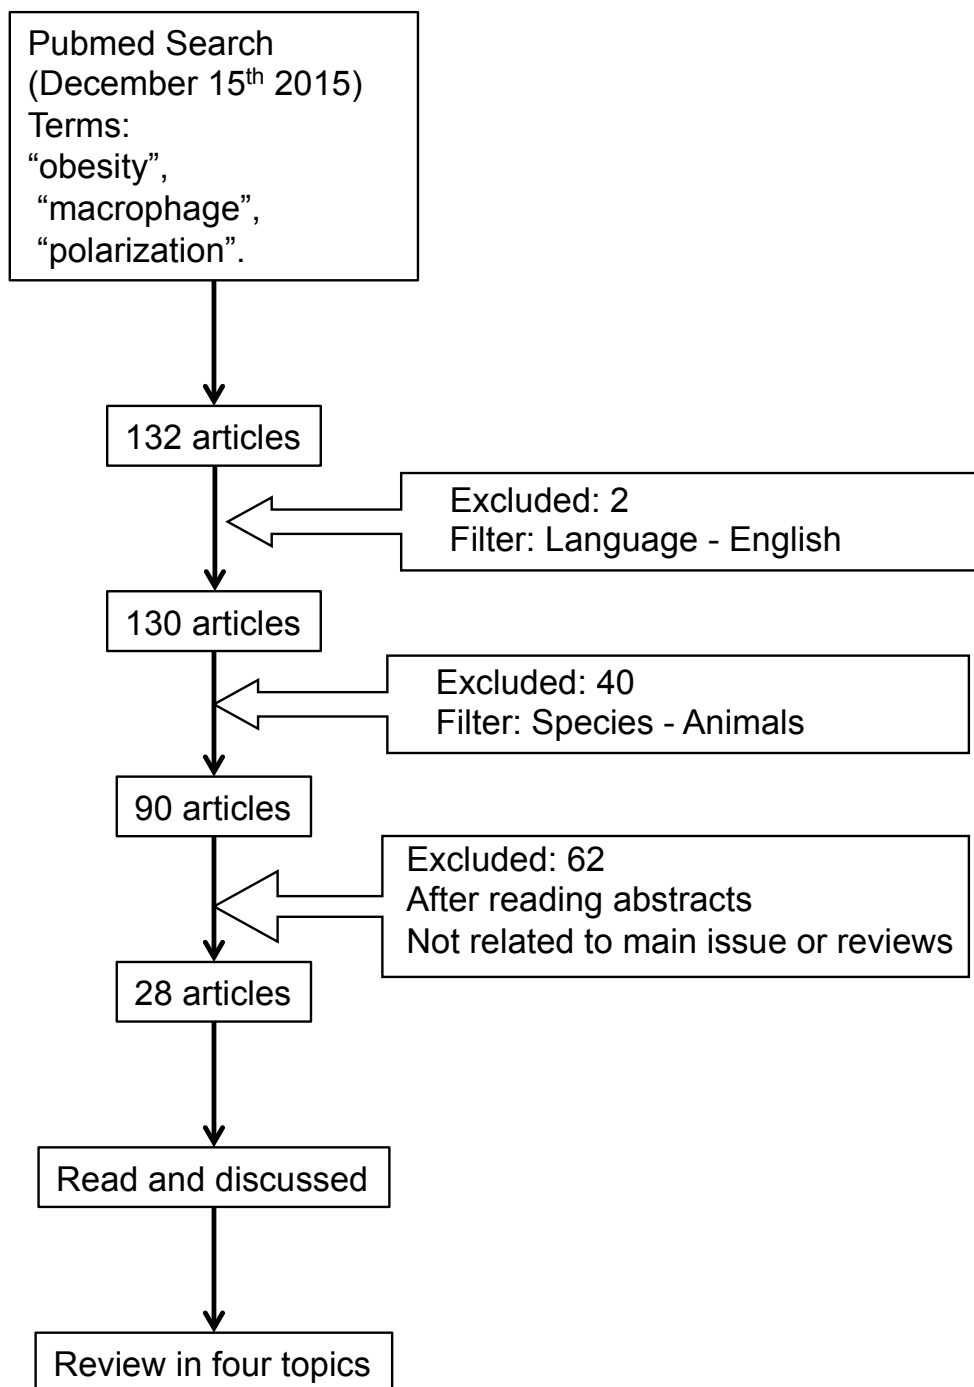 Pubmed Search
(December 15th 2015)
Terms:
“obesity”,
“macrophage”,
“polarization”.
132 articles
Excluded: 2
Filter: Language - English
130 articles
Excluded: 40
Filter: Species - Animals
90 articles
Excluded: 62
After reading abstracts
Not related to main issue or reviews
28 articles
Read and discussed
Review in four topics